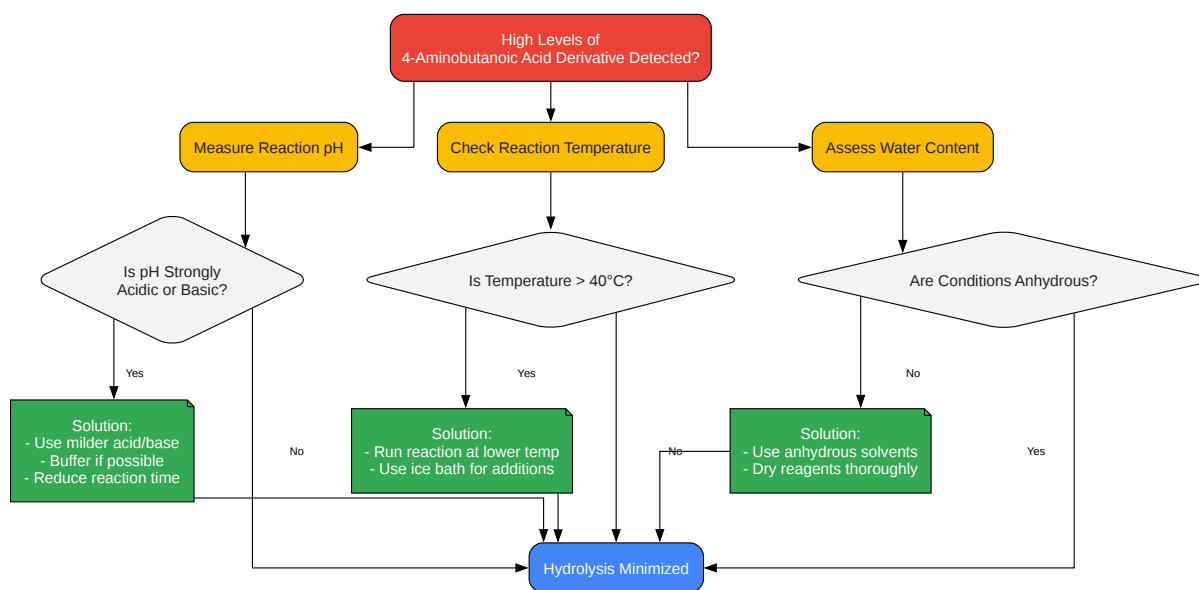 High Levels of
4-Aminobutanoic Acid Derivative Detected?
Measure Reaction pH
Check Reaction Temperature
Assess Water Content
Is pH Strongly
Acidic or Basic?
Is Temperature > 40°C?
Are Conditions Anhydrous?
Yes
Yes
No
Solution:
- Use milder acid/base
- Buffer if possible
- Reduce reaction time
No
Solution:
- Run reaction at lower temp
- Use ice bath for additions
No
Solution:
- Use anhydrous solvents
- Dry reagents thoroughly
Yes
Hydrolysis Minimized